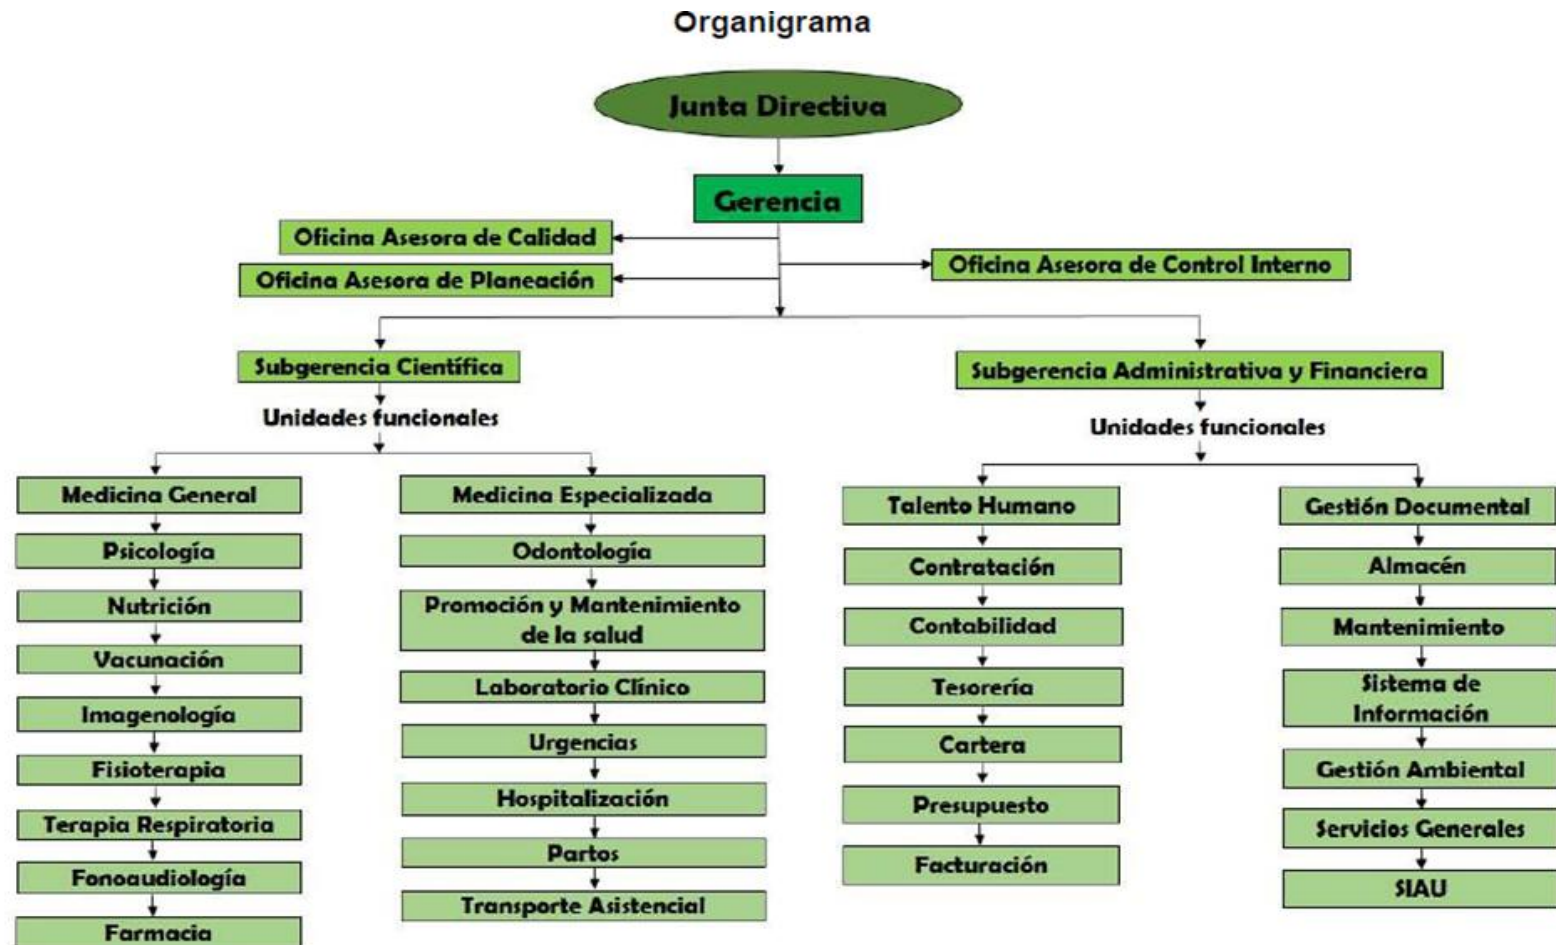 Organigrama
Junta Directiva
Gerencia
Oficina Asesora de Calidad
Oficina Asesora de Control Interno
Oficina Asesora de Planeación
Subgerencia Científica
Subgerencia Administrativa y Financiera
Unidades funcionales
Unidades funcionales
Medicina General
Psicología
Nutrición
Vacunación
Imagenología
Fisioterapia
Terapia Respiratoria
Fonoaudiología
Farmacia
Medicina Especializada
Odontología
Promoción y Mantenimiento
de la salud
Laboratorio Clínico
Urgencias
Hospitalización
Partos
Transporte Asistencial
Talento Humano
Contratación
Contabilidad
Tesorería
Cartera
Presupuesto
Facturación
Gestión Documental
Almacén
Mantenimiento
Sistema de
Información
Gestión Ambiental
Servicios Generales
SIAU